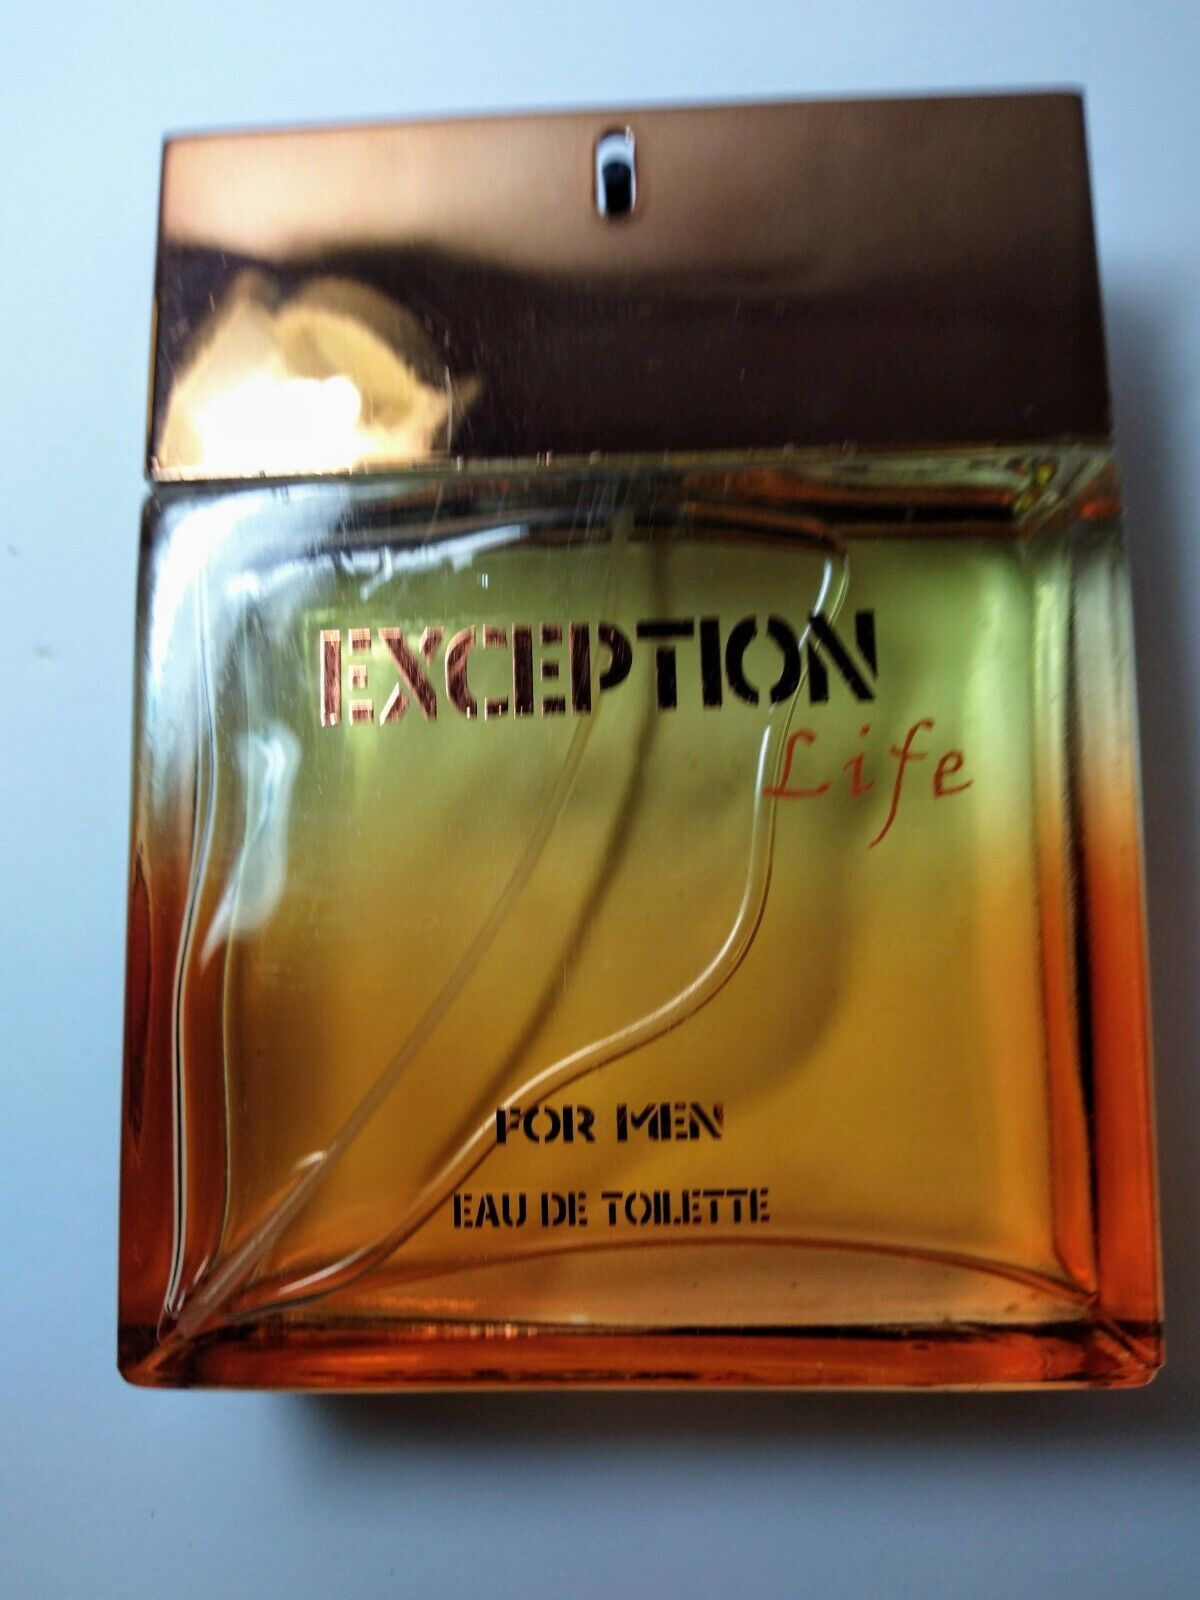 EXCEPTION
Life
FOR MEN
EAU DE TOILETTE